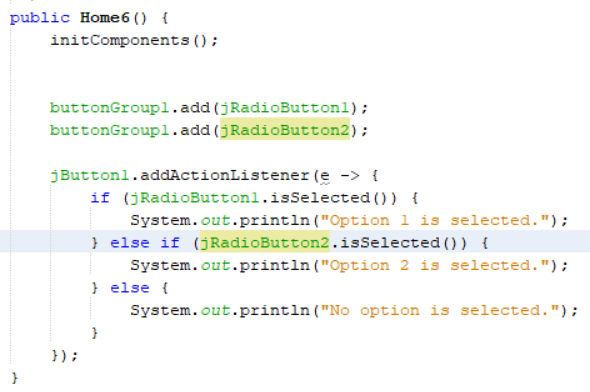 public Home6() {
    initComponents();


    buttonGroup1.add(jRadioButton1);
    buttonGroup1.add(jRadioButton2);

    jButton1.addActionListener(e -> {
        if (jRadioButton1.isSelected()) {
            System.out.println("Option 1 is selected.");
        } else if (jRadioButton2.isSelected()) {
            System.out.println("Option 2 is selected.");
        } else {
            System.out.println("No option is selected.");
        }
    });
}